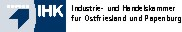 IHK
Industrie- und Handelskammer
für Ostfriesland und Papenburg